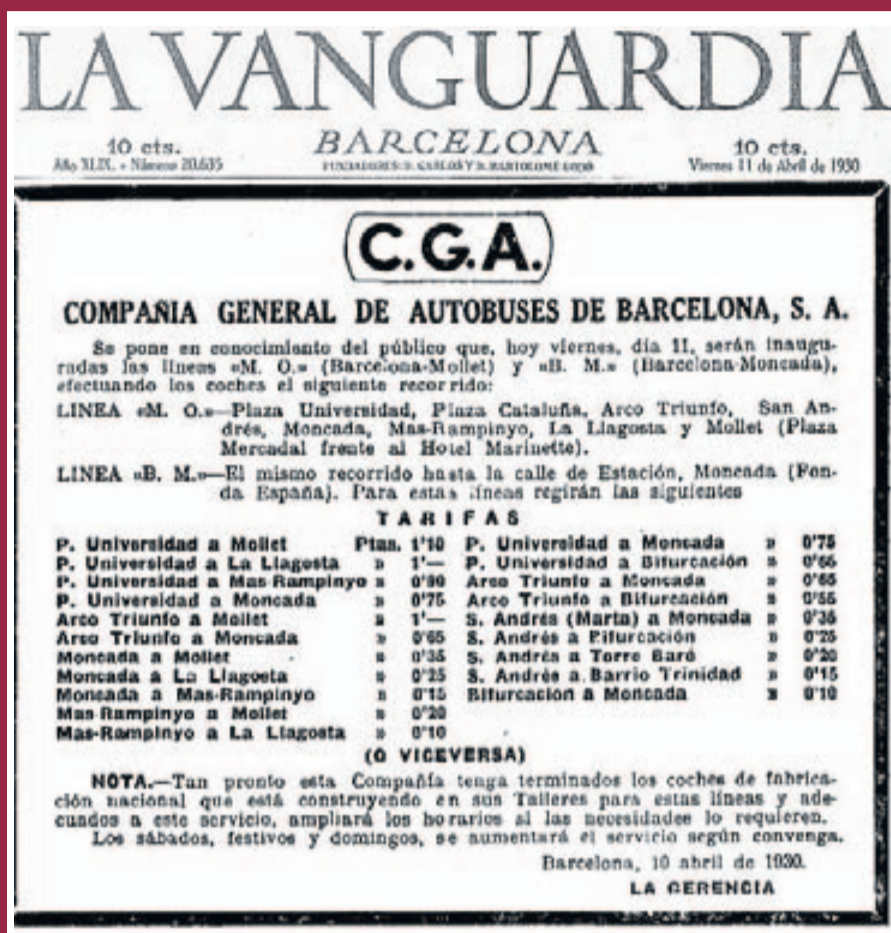 LA VANGUARDIA
10 cts.
BARCELONA
10 cts.
Año XLIX. - Número 20.635
FUNDADORES: D. CARLOS Y D. BARTOLOMÉ GODÓ
Viernes 11 de Abril de 1930
C.G.A.
COMPAÑIA GENERAL DE AUTOBUSES DE BARCELONA, S. A.
Se pone en conocimiento del público que, hoy viernes, día 11, serán inaugu-
radas las líneas «M. O.» (Barcelona-Mollet) y «B. M.» (Barcelona-Moncada),
efectuando los coches el siguiente recorrido:
LINEA «M. O.»—Plaza Universidad, Plaza Cataluña, Arco Triunfo, San An-
drés, Moncada, Mas-Rampinyo, La Llagosta y Mollet (Plaza
Mercadal frente al Hotel Marinette).
LINEA «B. M.»—El mismo recorrido hasta la calle de Estación, Moncada (Fon-
da España). Para estas líneas regirán las siguientes
TARIFAS
P. Universidad a Mollet Ptas. 1'10
P. Universidad a La Llagosta » 1'—
P. Universidad a Mas-Rampinyo » 0'90
P. Universidad a Moncada » 0'75
Arco Triunfo a Mollet » 1'—
Arco Triunfo a Moncada » 0'65
Moncada a Mollet » 0'35
Moncada a La Llagosta » 0'25
Moncada a Mas-Rampinyo » 0'15
Mas-Rampinyo a Mollet » 0'20
Mas-Rampinyo a La Llagosta » 0'10
P. Universidad a Moncada » 0'75
P. Universidad a Bifurcación » 0'65
Arco Triunfo a Moncada » 0'65
Arco Triunfo a Bifurcación » 0'55
S. Andrés (Marta) a Moncada » 0'35
S. Andrés a Bifurcación » 0'25
S. Andrés a Torre Baró » 0'20
S. Andrés a Barrio Trinidad » 0'15
Bifurcación a Moncada » 0'10
(O VICEVERSA)
NOTA.—Tan pronto esta Compañía tenga terminados los coches de fabrica-
ción nacional que está construyendo en sus Talleres para estas líneas y ade-
cuados a este servicio, ampliará los horarios si las necesidades lo requieren.
Los sábados, festivos y domingos, se aumentará el servicio según convenga.
Barcelona, 10 abril de 1930.
LA GERENCIA